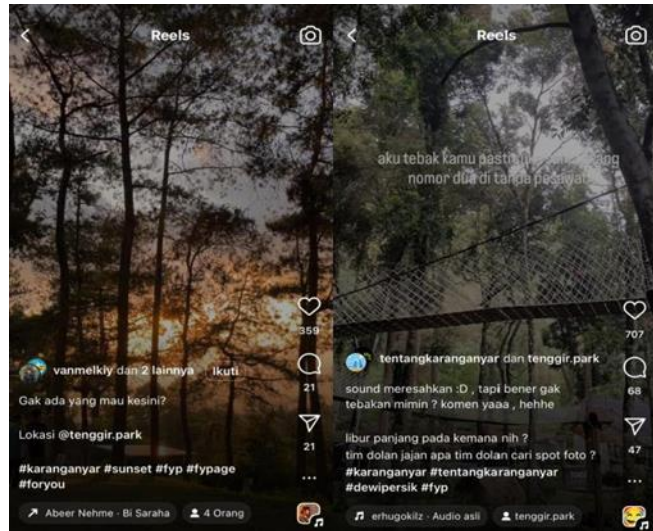 Reels
359
vanmelkiy dan 2 lainnya Ikuti
21
Gak ada yang mau kesini?
Lokasi @tenggir.park
21
#karanganyar #sunset #fyp #fypage
#foryou
Abeer Nehme - Bi Saraha
4 Orang
Reels
aku tebak kamu pasti
nomor dua di tanda
707
tentangkaranganyar dan tenggir.park
68
sound meresahkan :D , tapi bener gak
tebakan mimin ? komen yaaa , hehhe
47
libur panjang pada kemana nih ?
tim dolan jajan apa tim dolan cari spot foto ?
#karanganyar #tentangkaranganyar
#dewipersik #fyp
erhugokilz · Audio asli
tenggir.park